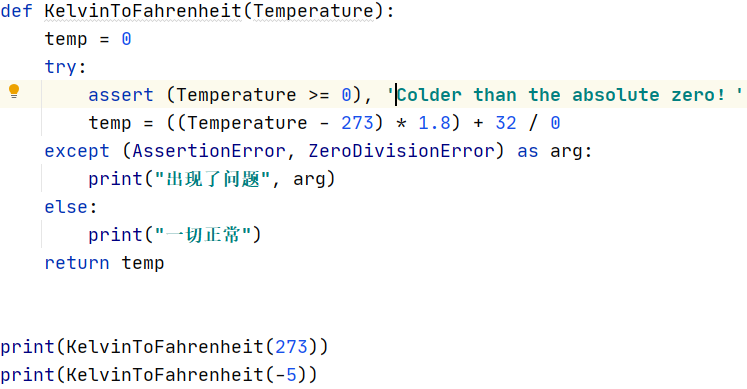 def KelvinToFahrenheit(Temperature):
    temp = 0
    try:
        assert (Temperature >= 0), 'Colder than the absolute zero! '
        temp = ((Temperature - 273) * 1.8) + 32 / 0
    except (AssertionError, ZeroDivisionError) as arg:
        print("出现了问题", arg)
    else:
        print("一切正常")
    return temp
print(KelvinToFahrenheit(273))
print(KelvinToFahrenheit(-5))